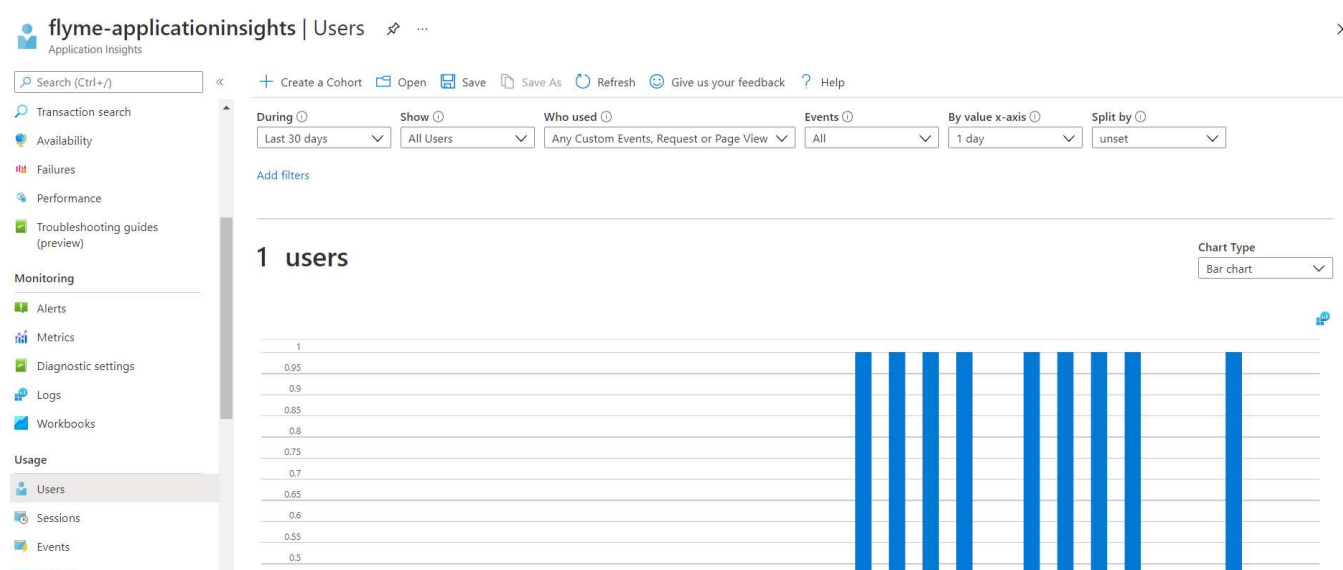 flyme-applicationinsights | Users ...
Application Insights
Search (Ctrl+/) «
Transaction search
Availability
Failures
Performance
Troubleshooting guides
(preview)
Monitoring
Alerts
Metrics
Diagnostic settings
Logs
Workbooks
Usage
Users
Sessions
Events
Create a Cohort Open Save Save As Refresh Give us your feedback ? Help
During Show Who used Events By value x-axis Split by
Last 30 days All Users Any Custom Events, Request or Page View All 1 day unset
Add filters
1 users
Chart Type
Bar chart
1
0.95
0.9
0.85
0.8
0.75
0.7
0.65
0.6
0.55
0.5